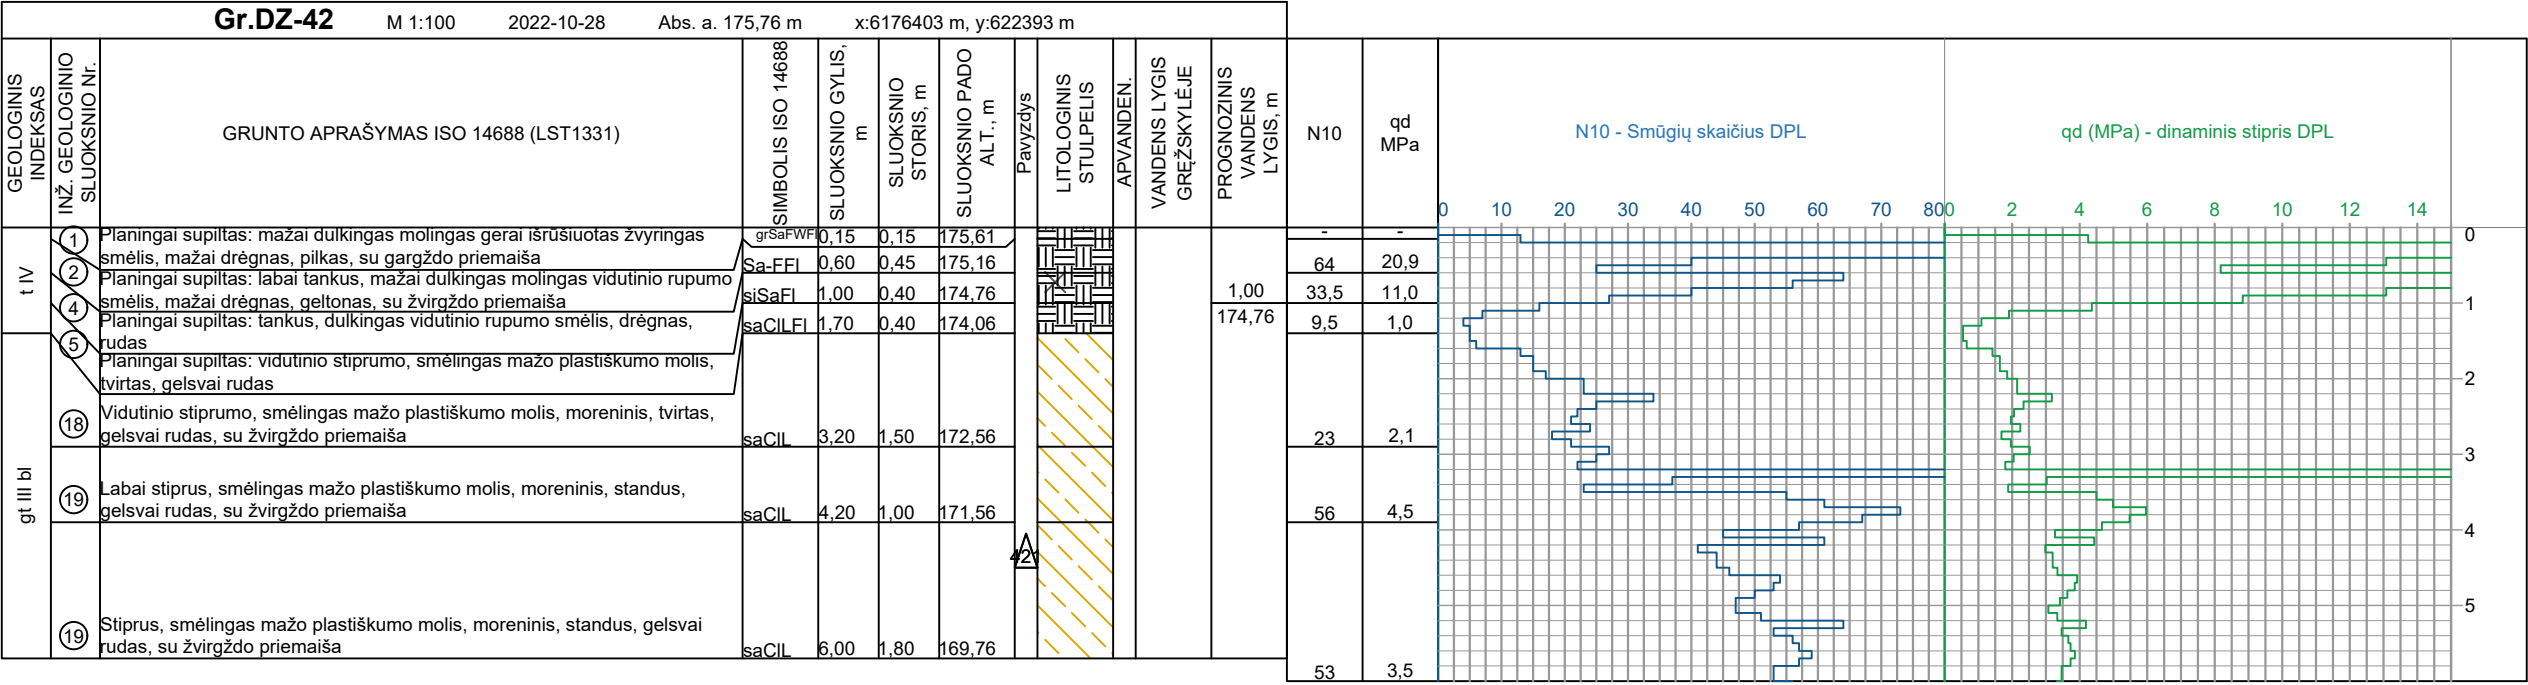 Gr.DZ-42 M 1:100 2022-10-28 Abs. a. 175,76 m x:6176403 m, y:622393 m
GEOLOGINIS
INDEKSAS
INŽ. GEOLOGINIO
SLUOKSNIO Nr.
GRUNTO APRAŠYMAS ISO 14688 (LST1331)
SIMBOLIS ISO 14688
SLUOKSNIO GYLIS,
m
SLUOKSNIO
STORIS, m
SLUOKSNIO PADO
ALT., m
Pavyzdys
LITOLOGINIS
STULPELIS
APVANDEN.
VANDENS LYGIS
GRĘŽSKYLĖJE
PROGNOZINIS
VANDENS
LYGIS, m
N10
qd
MPa
N10 - Smūgių skaičius DPL
qd (MPa) - dinaminis stipris DPL
0 10 20 30 40 50 60 70 80
0 2 4 6 8 10 12 14
t IV
1
Planingai supiltas: mažai dulkingas molingas gerai išrūšiuotas žvyringas
smėlis, mažai drėgnas, pilkas, su gargždo priemaiša
grSaFWFl 0,15 0,15 175,61
- -
2
Planingai supiltas: labai tankus, mažai dulkingas molingas vidutinio rupumo
smėlis, mažai drėgnas, geltonas, su žvirgždo priemaiša
Sa-FFl 0,60 0,45 175,16
64 20,9
4
Planingai supiltas: tankus, dulkingas vidutinio rupumo smėlis, drėgnas,
rudas
siSaFl 1,00 0,40 174,76
1,00
174,76
33,5 11,0
5
Planingai supiltas: vidutinio stiprumo, smėlingas mažo plastiškumo molis,
tvirtas, gelsvai rudas
saClLFl 1,70 0,40 174,06
9,5 1,0
gt III bl
18
Vidutinio stiprumo, smėlingas mažo plastiškumo molis, moreninis, tvirtas,
gelsvai rudas, su žvirgždo priemaiša
saClL 3,20 1,50 172,56
23 2,1
19
Labai stiprus, smėlingas mažo plastiškumo molis, moreninis, standus,
gelsvai rudas, su žvirgždo priemaiša
saClL 4,20 1,00 171,56
56 4,5
421
19
Stiprus, smėlingas mažo plastiškumo molis, moreninis, standus, gelsvai
rudas, su žvirgždo priemaiša
saClL 6,00 1,80 169,76
53 3,5
0
1
2
3
4
5